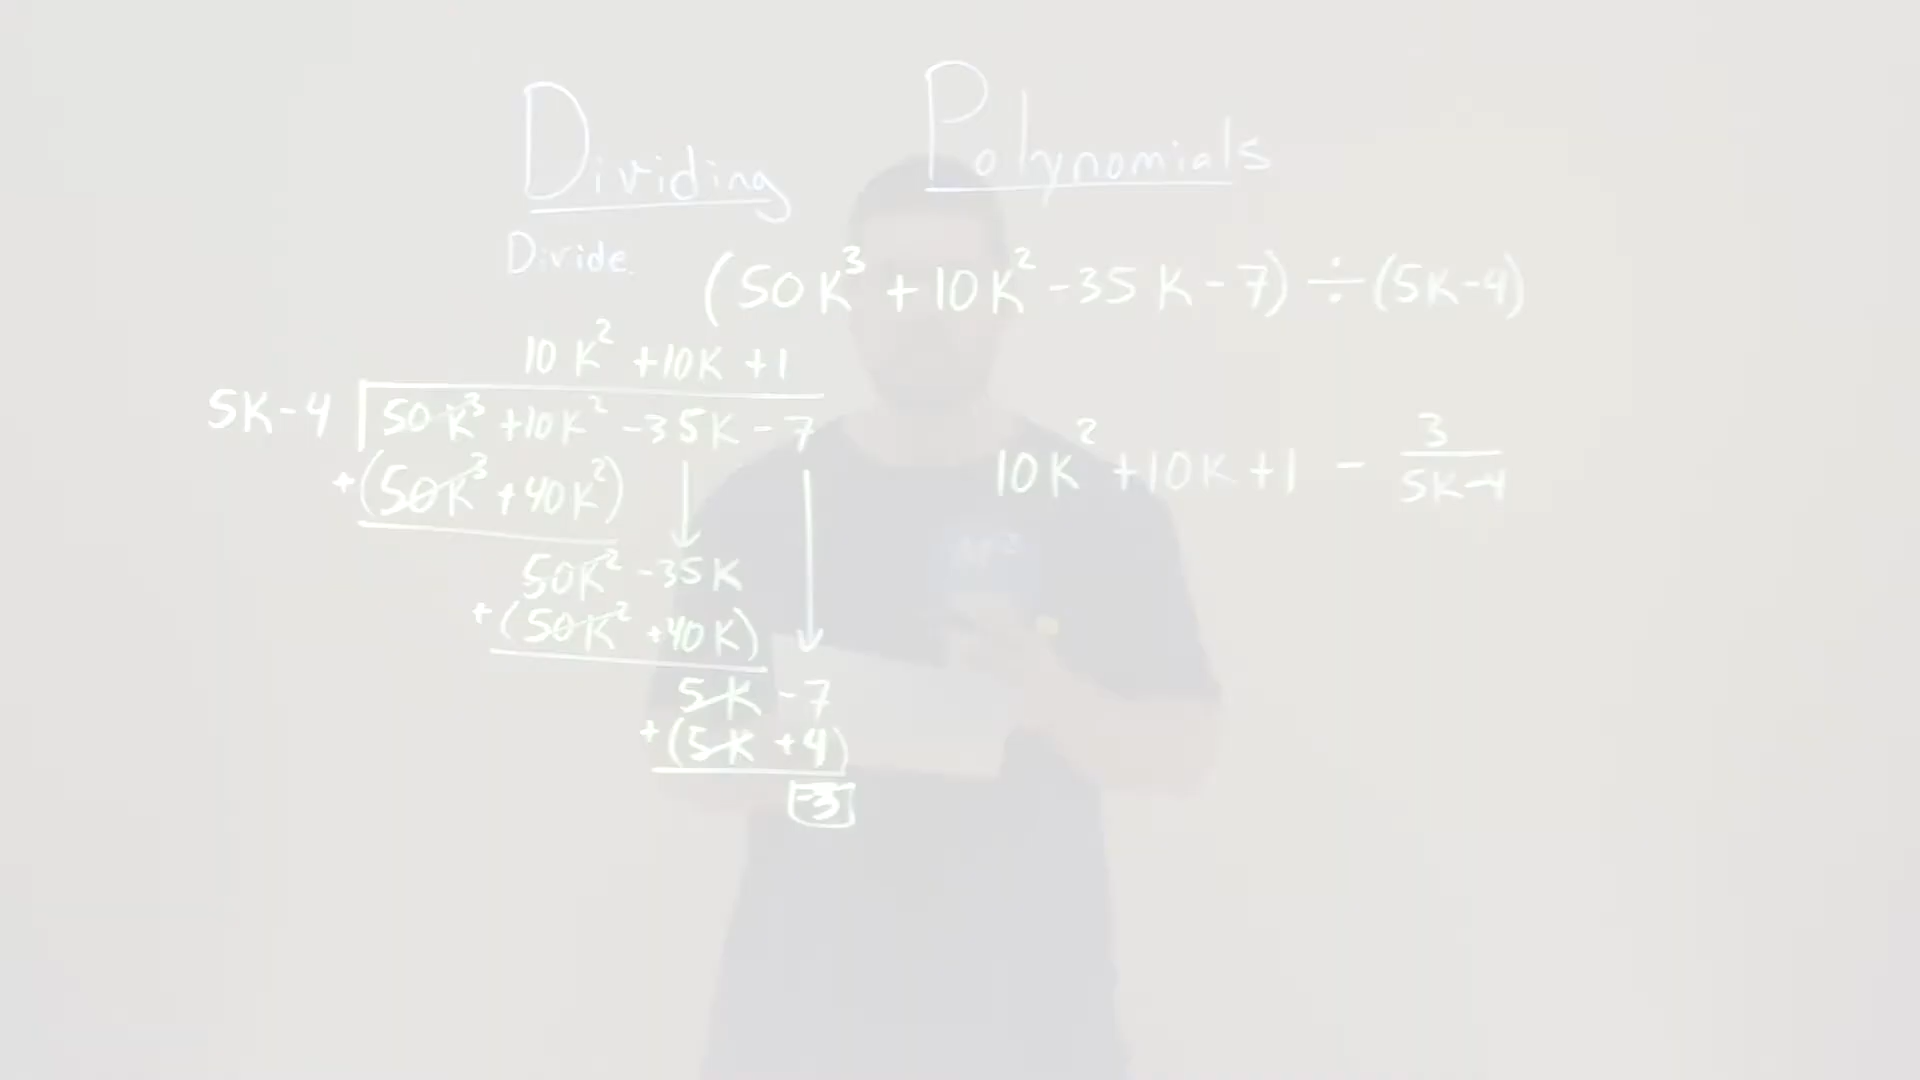 Dividing Polynomials
Divide (50K³ + 10K² - 35K - 7) ÷ (5K-4)
10K² + 10K + 1
5K-4 50K³ + 10K² - 35K - 7
+(50K³ + 40K²)
50K² - 35K
+(50K² + 40K)
5K - 7
+(5K + 4)
-3
10K² + 10K + 1 - 3/(5K-4)